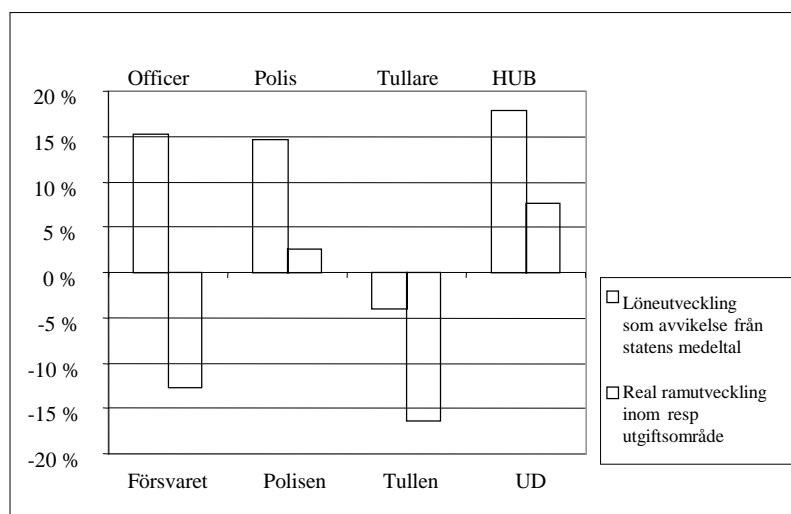 Officer Polis Tullare HUB
20 %
15 %
10 %
5 %
0 %
-5 %
-10 %
-15 %
-20 %
Försvaret Polisen Tullen UD
Löneutveckling
som avvikelse från
statens medeltal
Real ramutveckling
inom resp
utgiftsområde